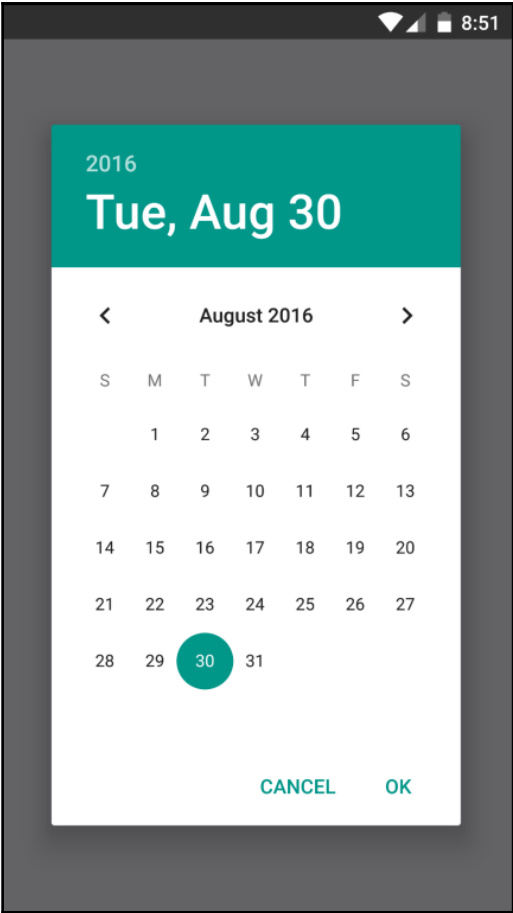 8:51
2016
Tue, Aug 30
August 2016
S M T W T F S
1 2 3 4 5 6
7 8 9 10 11 12 13
14 15 16 17 18 19 20
21 22 23 24 25 26 27
28 29 30 31
CANCEL OK